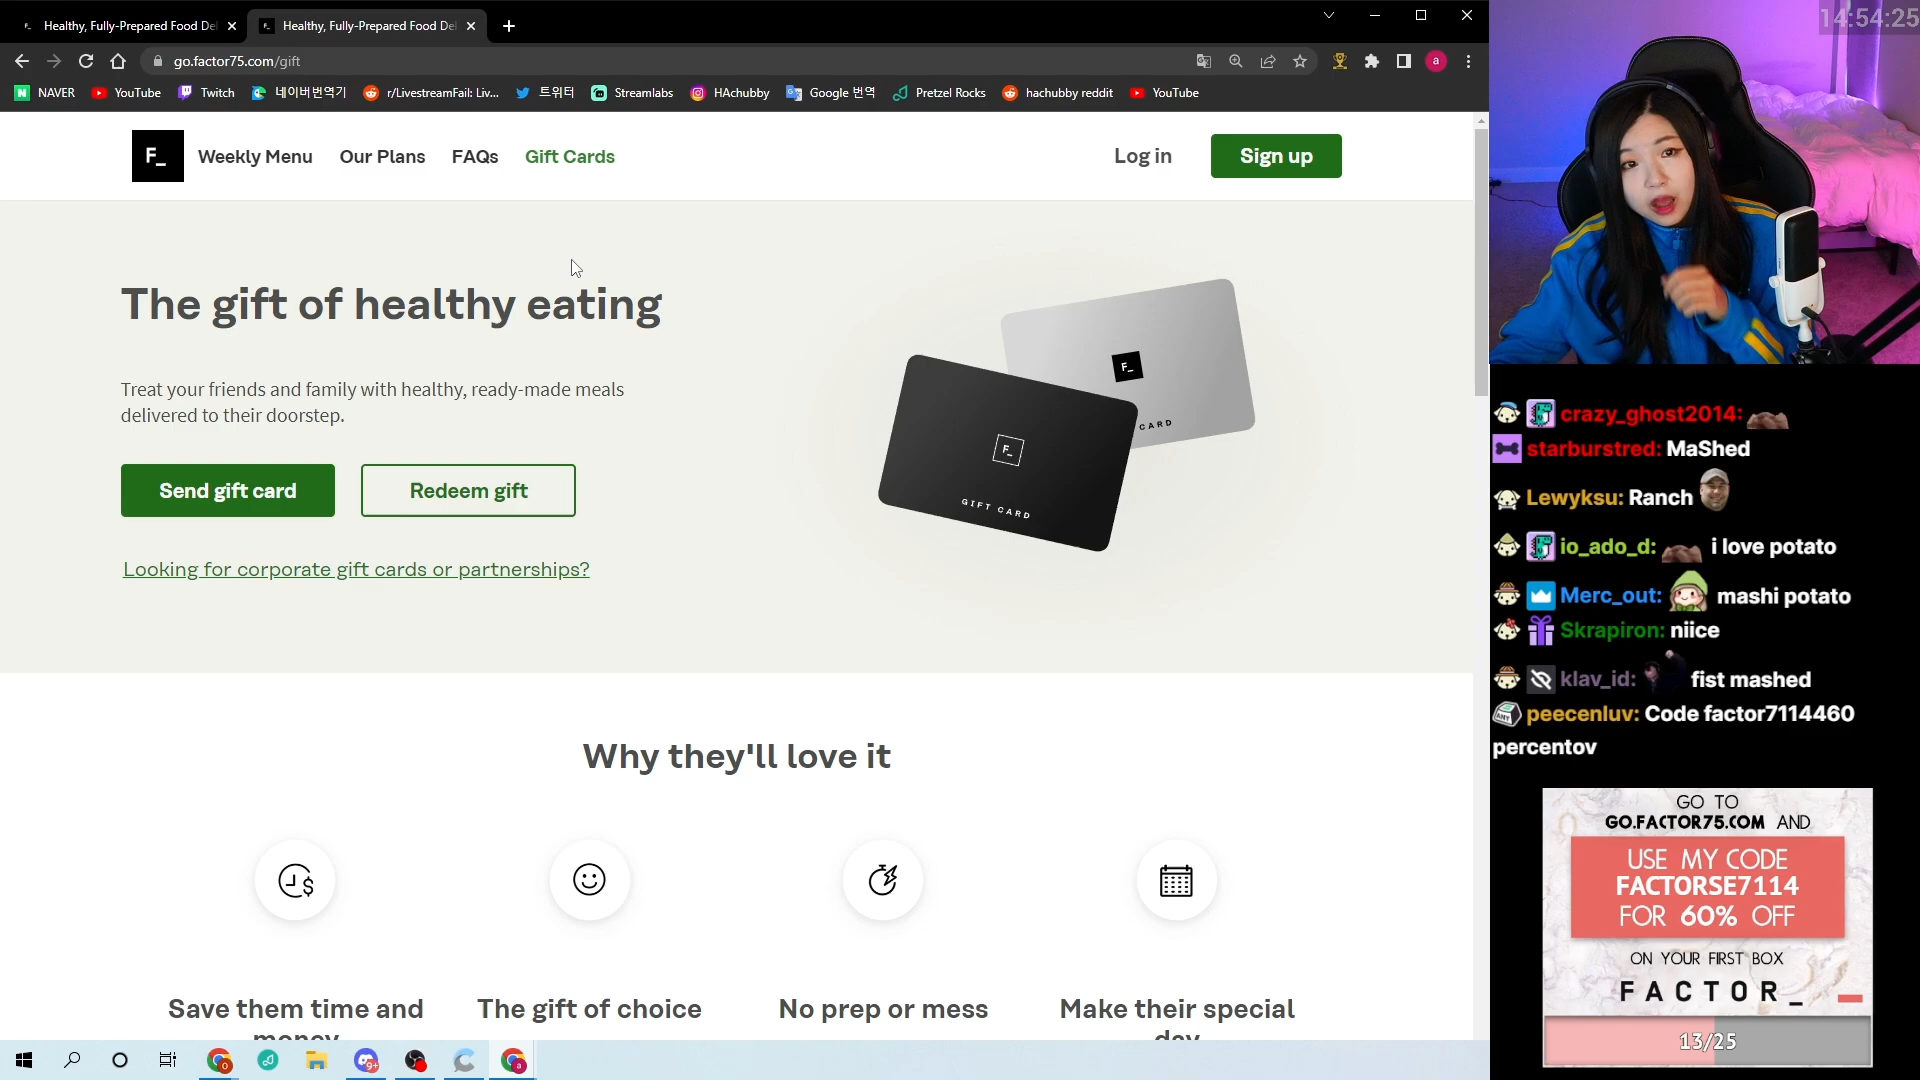 Healthy, Fully-Prepared Food Del
Healthy, Fully-Prepared Food Del
14:54:25
go.factor75.com/gift
a
NAVER
YouTube
Twitch
네이버번역기
r/LivestreamFail: Liv...
트위터
Streamlabs
HAchubby
Google 번역
Pretzel Rocks
hachubby reddit
YouTube
F_
Weekly Menu
Our Plans
FAQs
Gift Cards
Log in
Sign up
The gift of healthy eating
Treat your friends and family with healthy, ready-made meals
delivered to their doorstep.
Send gift card
Redeem gift
Looking for corporate gift cards or partnerships?
F_
CARD
F_
GIFT CARD
Why they'll love it
Save them time and
money
The gift of choice
No prep or mess
Make their special
day
crazy_ghost2014:
starburstred: MaShed
Lewyksu: Ranch
io_ado_d: i love potato
Merc_out: mashi potato
Skrapiron: niice
klav_id: fist mashed
peecenluv: Code factor7114460
percentov
GO TO
GO.FACTOR75.COM AND
USE MY CODE
FACTORSE7114
FOR 60% OFF
ON YOUR FIRST BOX
FACTOR_
13/25
9+